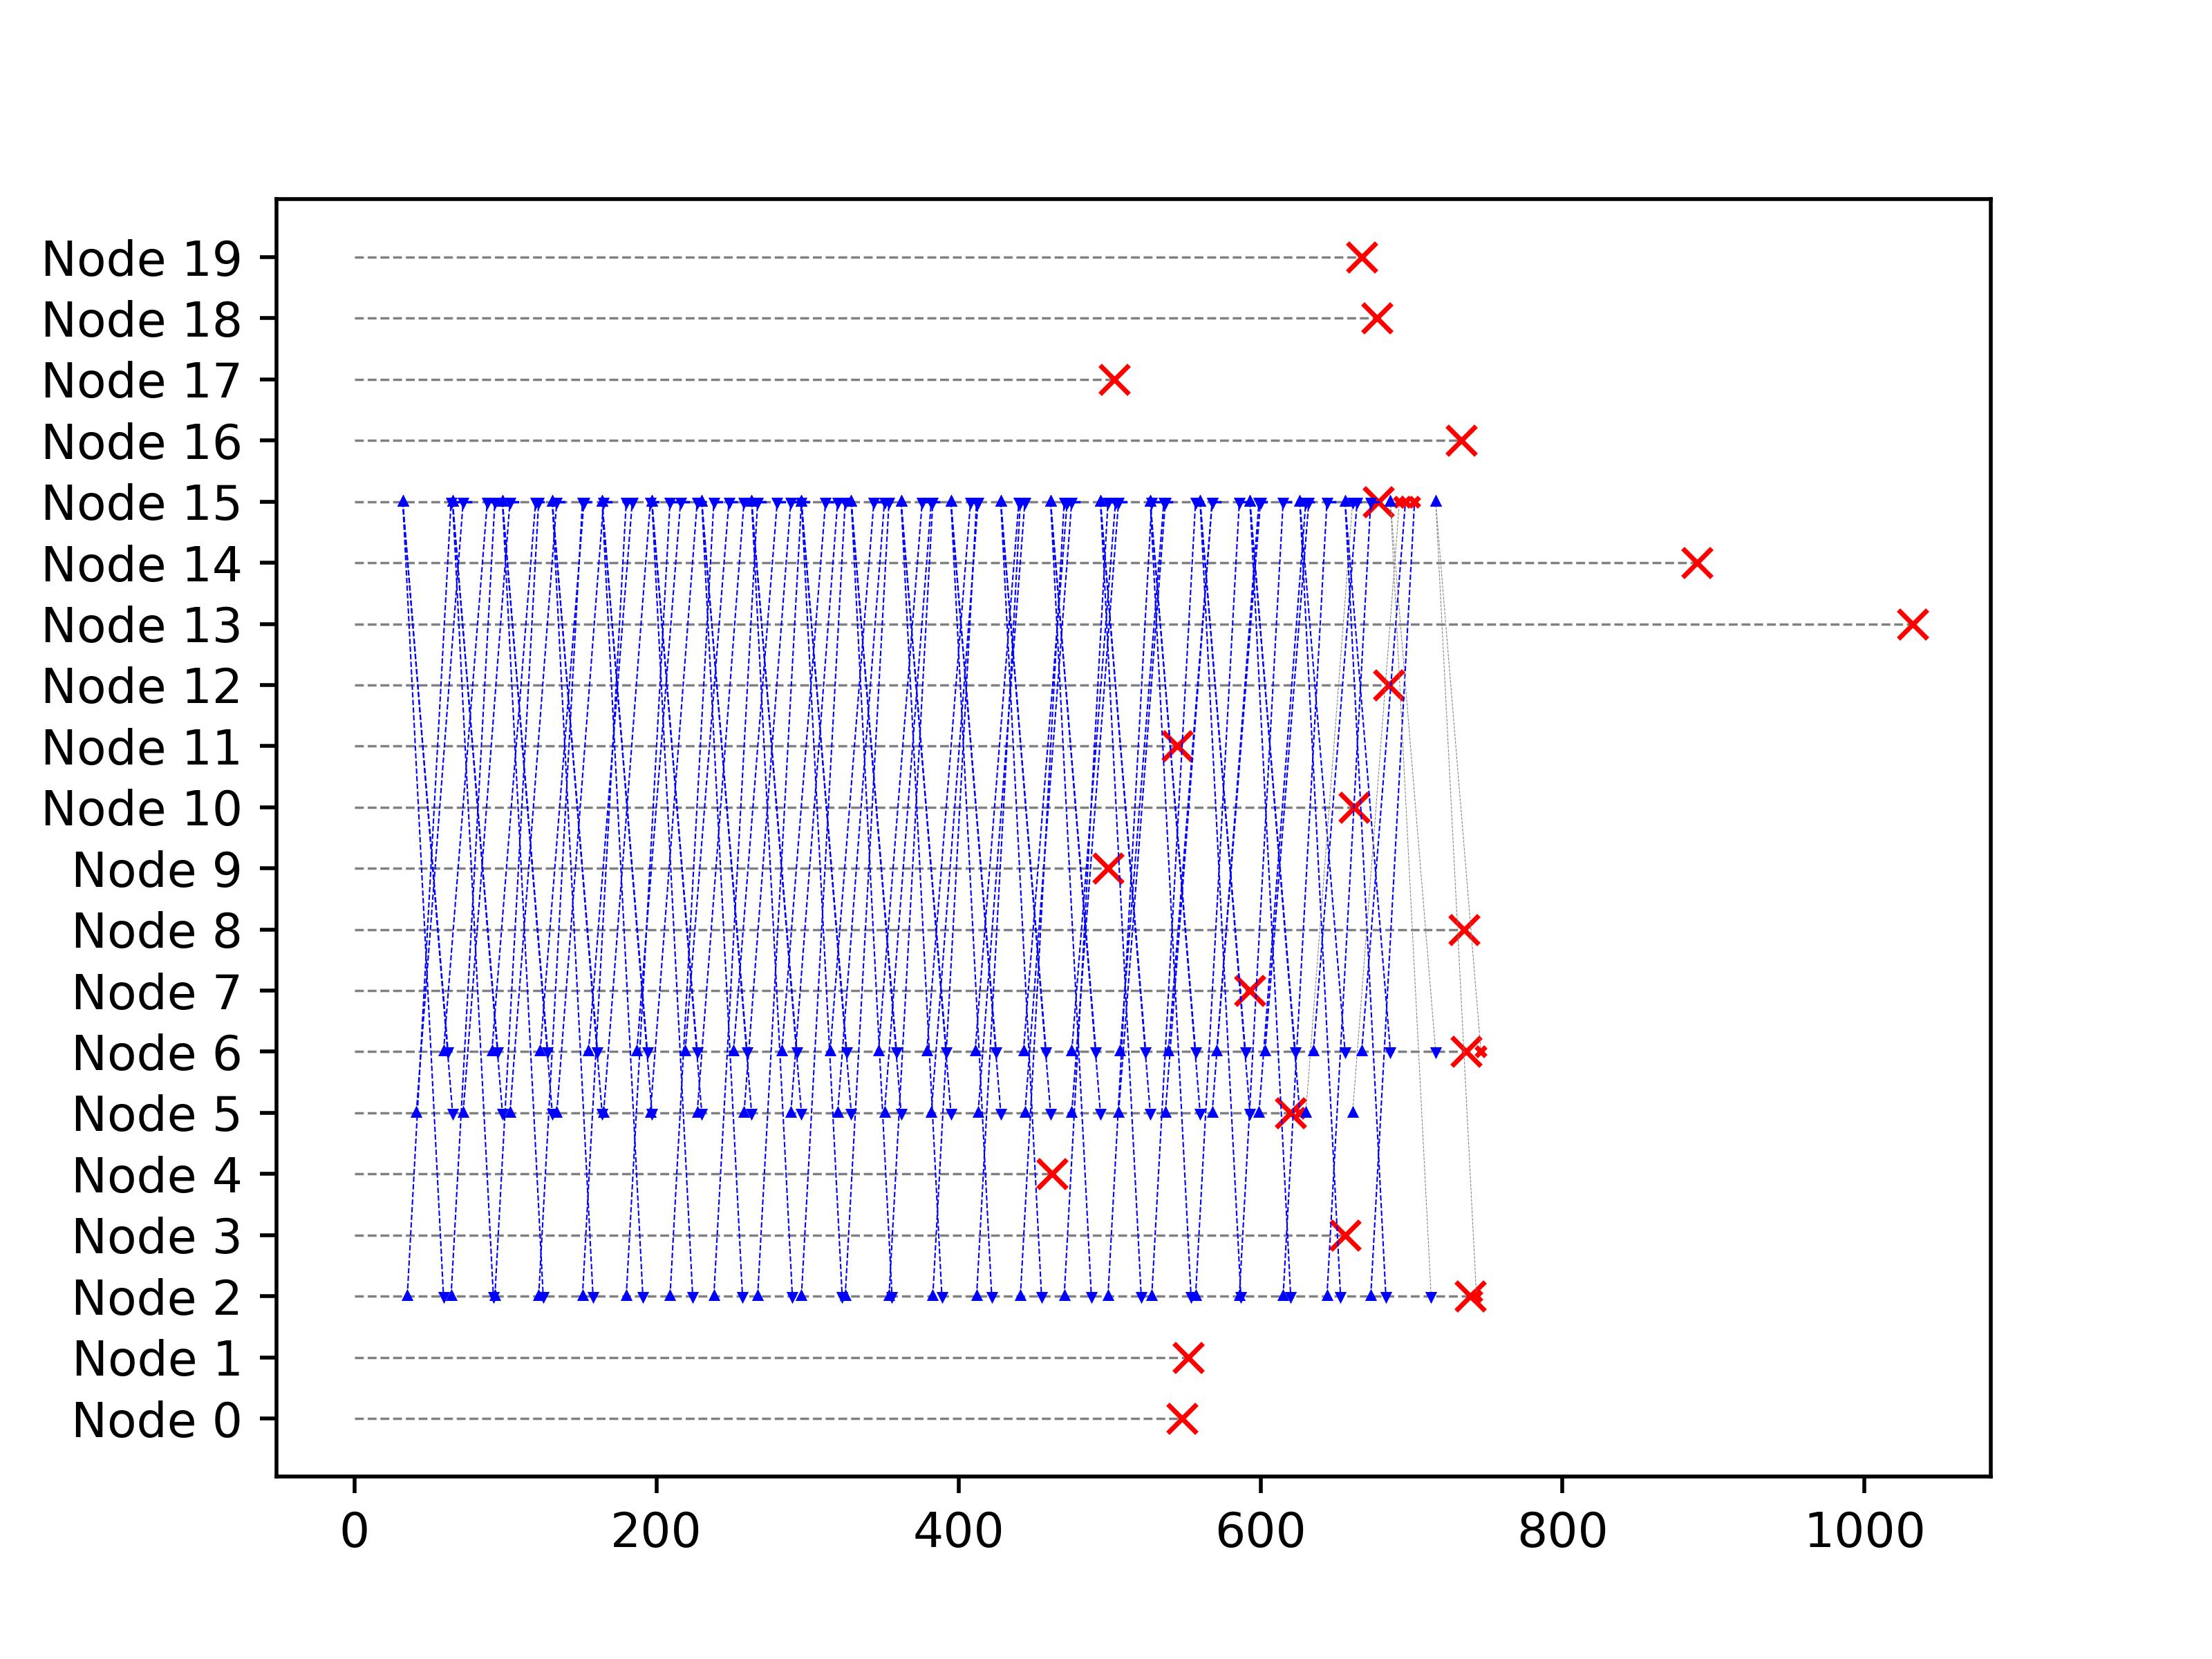 Node 19
Node 18
Node 17
Node 16
Node 15
Node 14
Node 13
Node 12
Node 11
Node 10
Node 9
Node 8
Node 7
Node 6
Node 5
Node 4
Node 3
Node 2
Node 1
Node 0
0 200 400 600 800 1000